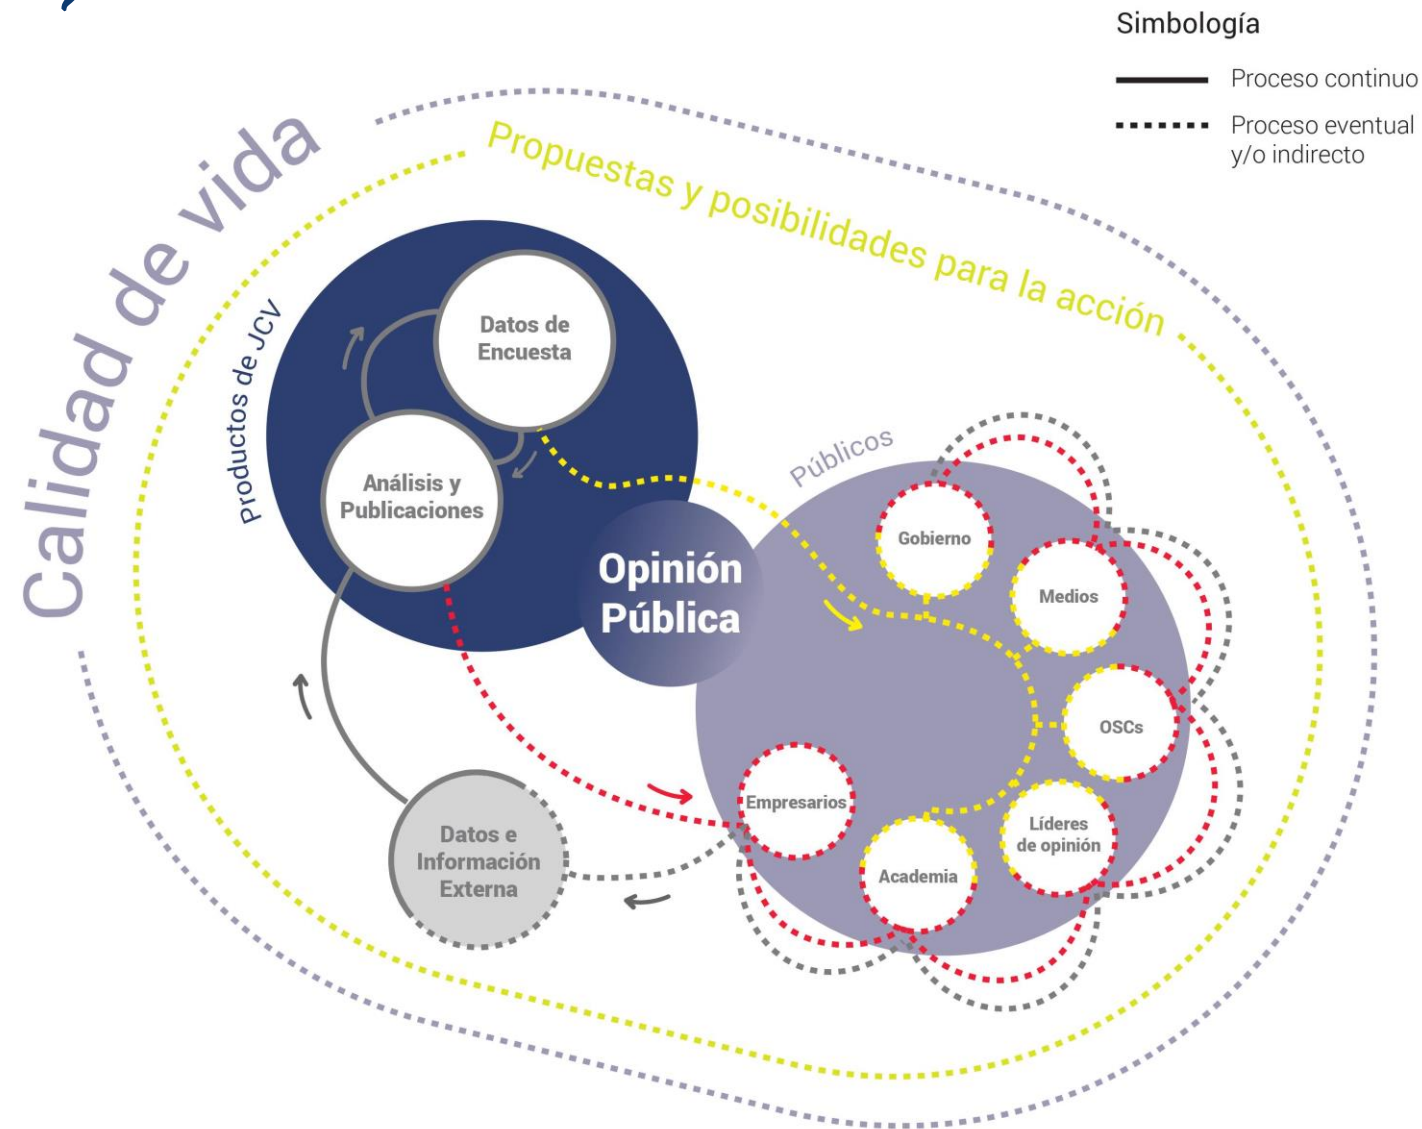 Simbología
Proceso continuo
Proceso eventual
y/o indirecto
Calidad de vida
Propuestas y posibilidades para la acción
Productos de JCV
Datos de
Encuesta
Análisis y
Publicaciones
Opinión
Pública
Públicos
Gobierno
Medios
OSCs
Líderes
de opinión
Academia
Empresarios
Datos e
Información
Externa